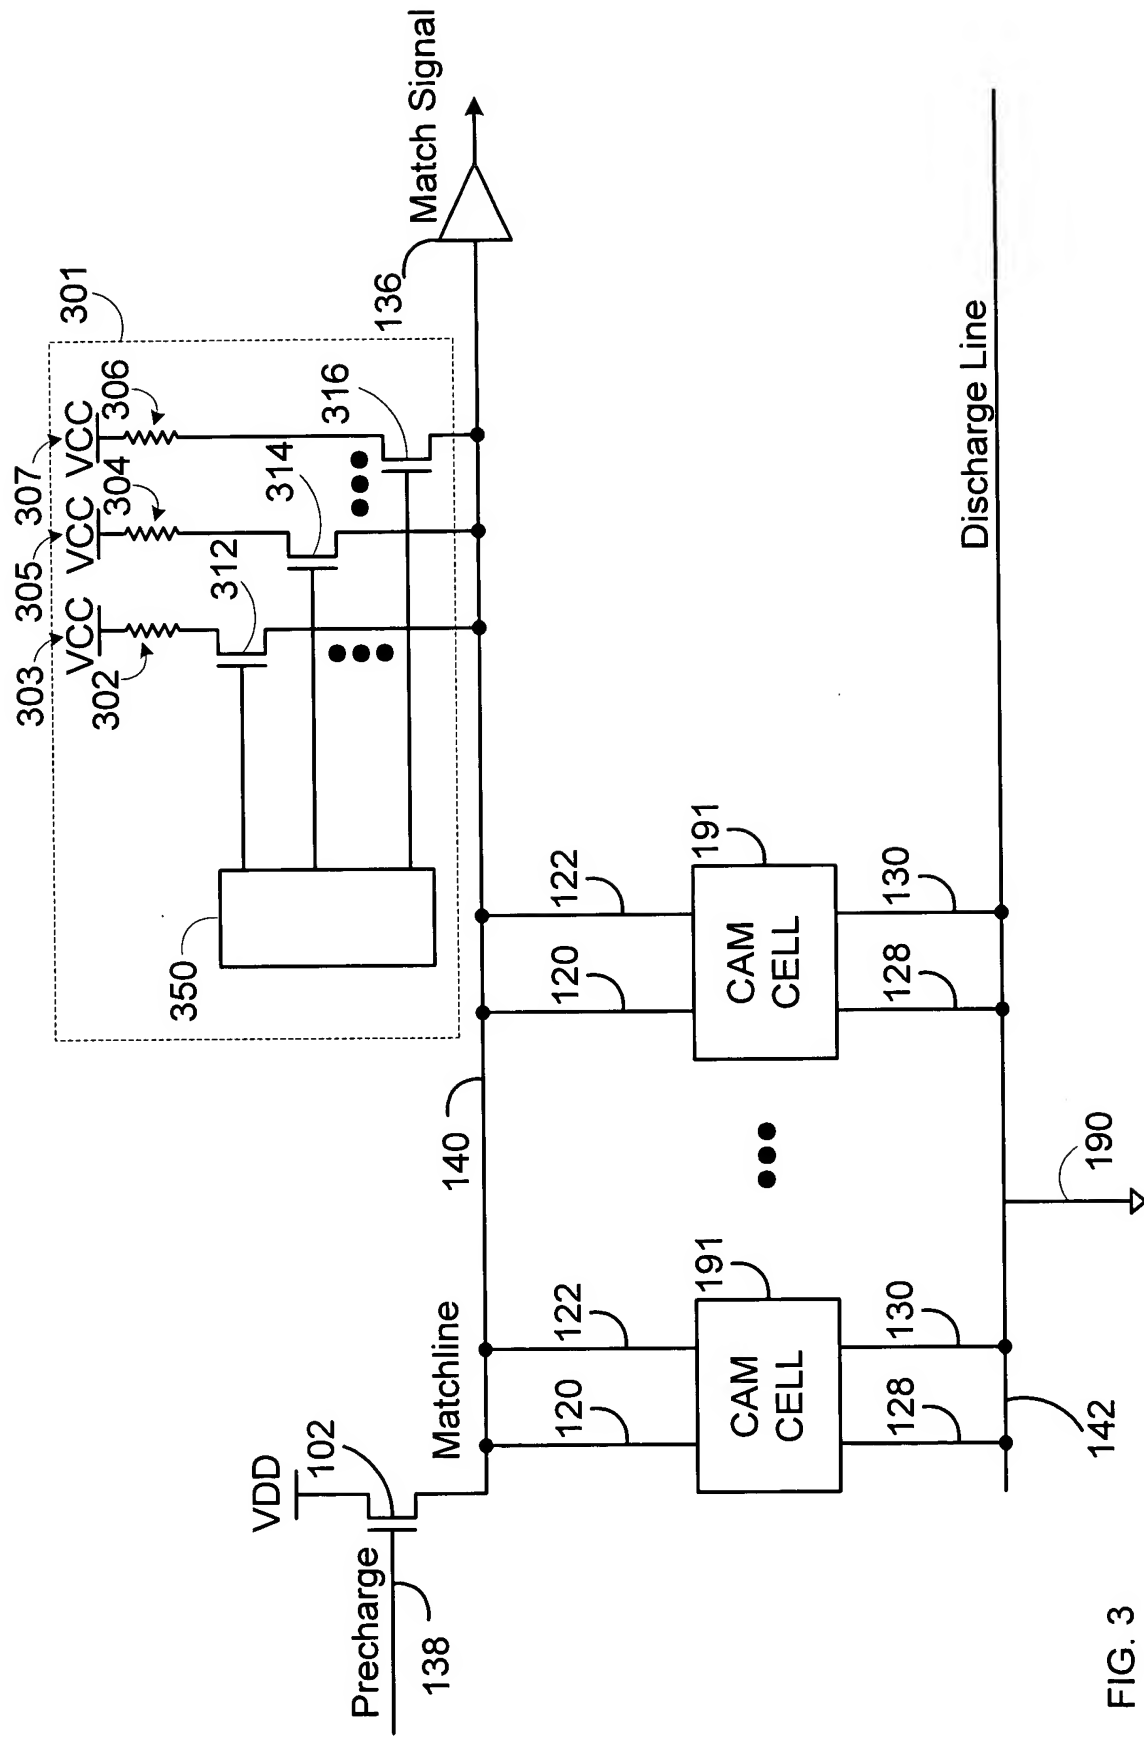 303
VCC
305
VCC
307
VCC
301
302
304
306
312
314
316
350
136
Match Signal
VDD
102
Precharge
138
Matchline
140
120
122
120
122
CAM
CELL
191
CAM
CELL
191
128
130
128
130
142
190
Discharge Line
FIG. 3